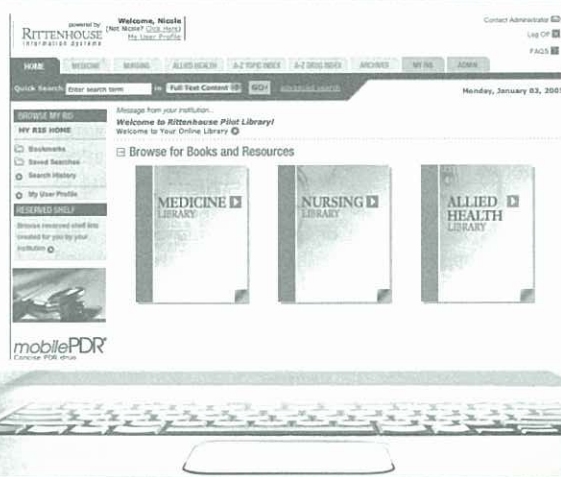 powered by
RITTENHOUSE
information systems
Welcome, Nicole
(Not Nicole? Click Here)
My User Profile
Contact Administrator
Log Off
FAQS
HOME MEDICINE NURSING ALLIED HEALTH A-Z TOPIC INDEX A-Z DRUG INDEX ARCHIVES MY RIS ADMIN
Quick Search: Enter search term in Full Text Content GO! advanced search
Monday, January 03, 200
BROWSE MY RIS
MY RIS HOME
Bookmarks
Saved Searches
Search History
My User Profile
RESERVED SHELF
Browse reserved shelf lists
created for you by your
institution
Message from your institution...
Welcome to Rittenhouse Pilot Library!
Welcome to Your Online Library
Browse for Books and Resources
MEDICINE
LIBRARY
NURSING
LIBRARY
ALLIED
HEALTH
LIBRARY
mobilePDR
Concise PDR drug